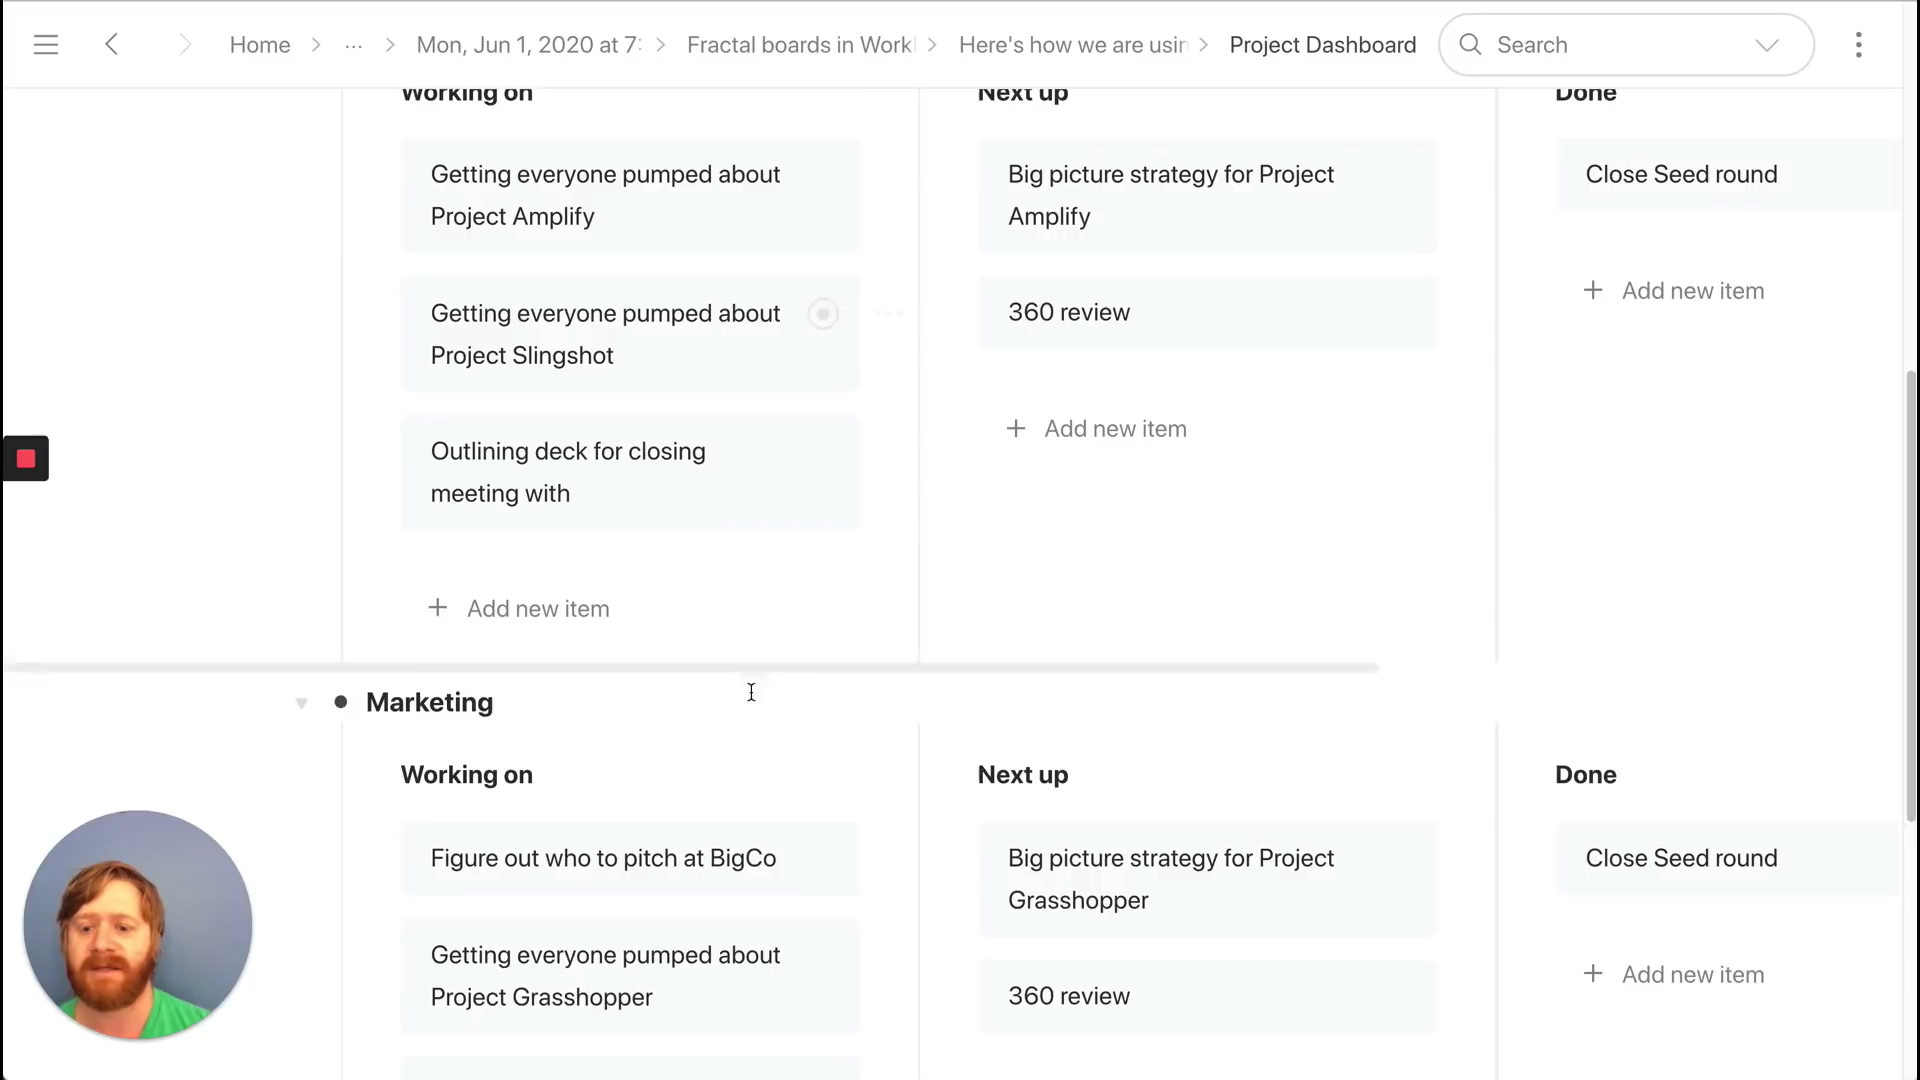 Home > ... > Mon, Jun 1, 2020 at 7: > Fractal boards in Work > Here's how we are usin > Project Dashboard
Search
Working on
Next up
Done
Getting everyone pumped about
Project Amplify
Big picture strategy for Project
Amplify
Close Seed round
Getting everyone pumped about
Project Slingshot
360 review
+ Add new item
Outlining deck for closing
meeting with
+ Add new item
+ Add new item
Marketing
Working on
Next up
Done
Figure out who to pitch at BigCo
Big picture strategy for Project
Grasshopper
Close Seed round
Getting everyone pumped about
Project Grasshopper
360 review
+ Add new item